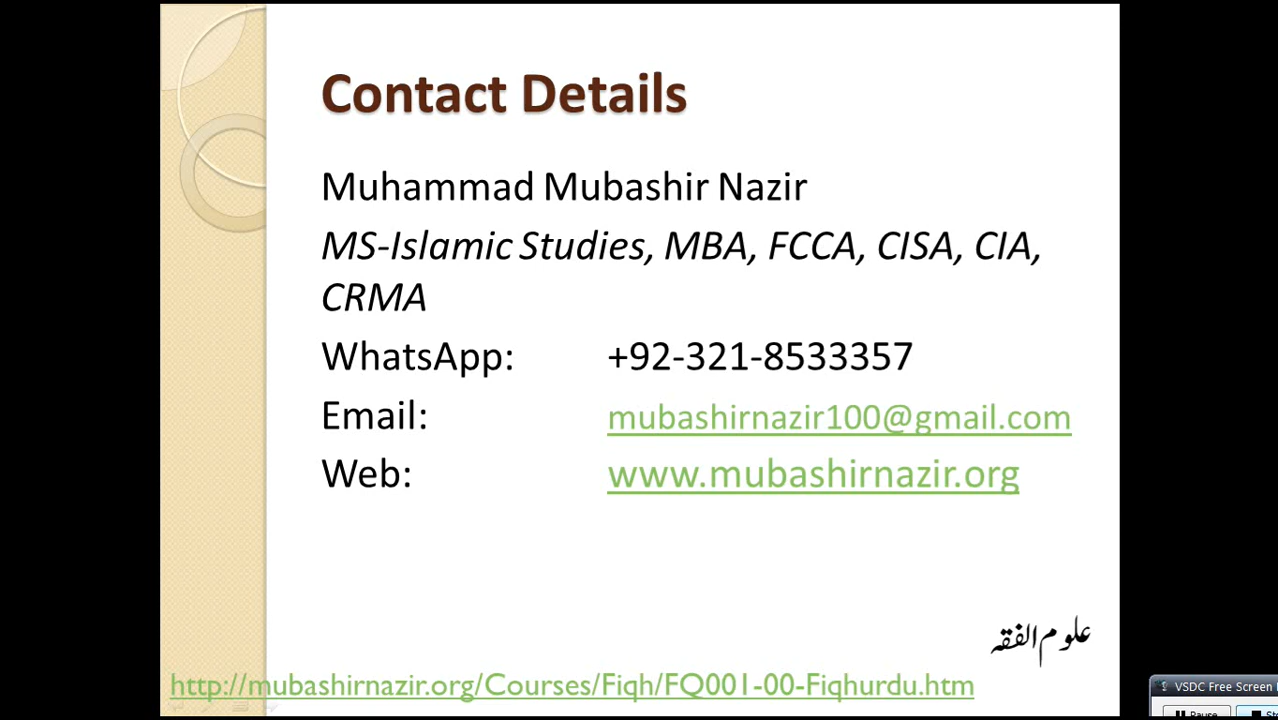 Contact Details
Muhammad Mubashir Nazir
MS-Islamic Studies, MBA, FCCA, CISA, CIA,
CRMA
WhatsApp: +92-321-8533357
Email: mubashirnazir100@gmail.com
Web: www.mubashirnazir.org
علوم الفقہ
http://mubashirnazir.org/Courses/Fiqh/FQ001-00-Fiqhurdu.htm
VSDC Free Screen
Pause